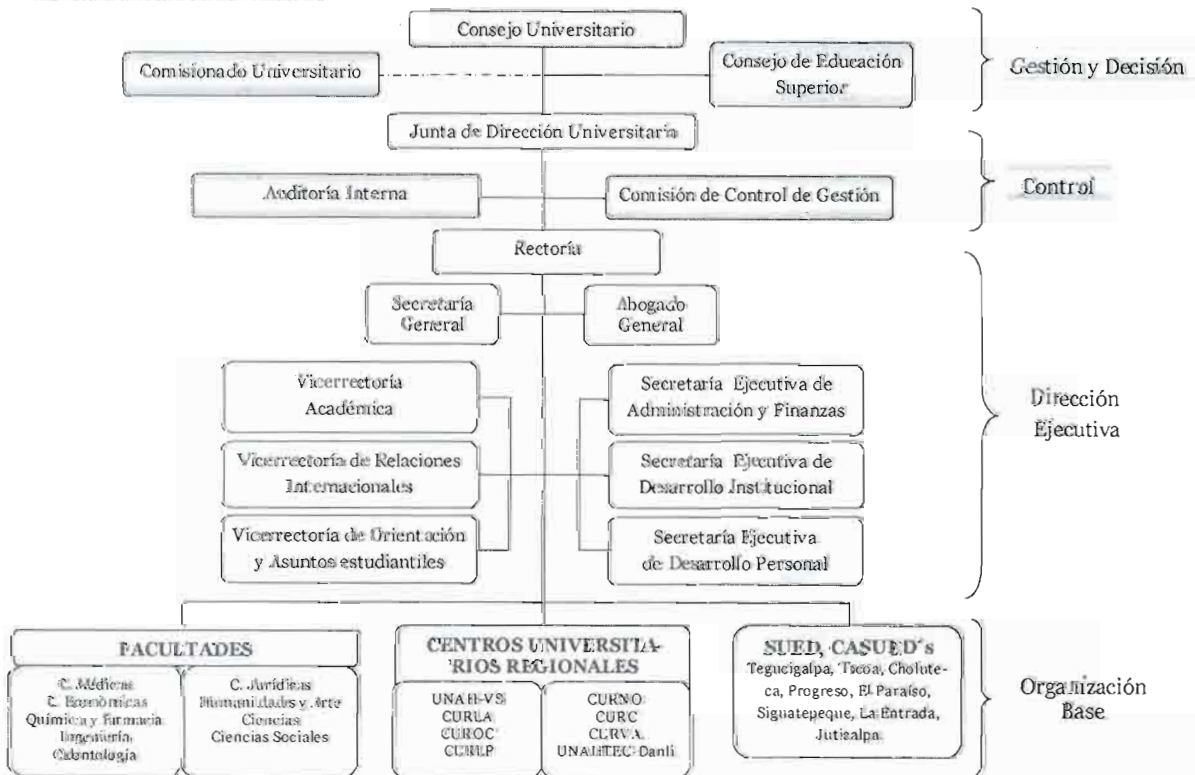 Consejo Universitario
Comisionado Universitario
Consejo de Educación
Superior
Gestión y Decisión
Junta de Dirección Universitaria
Auditoría Interna
Comisión de Control de Gestión
Control
Rectoría
Secretaría
General
Abogado
General
Vicerrectoría
Académica
Secretaría Ejecutiva de
Administración y Finanzas
Vicerrectoría de Relaciones
Internacionales
Secretaría Ejecutiva de
Desarrollo Institucional
Vicerrectoría de Orientación
y Asuntos estudiantiles
Secretaría Ejecutiva
de Desarrollo Personal
Dirección
Ejecutiva
FACULTADES
C. Médicas
C. Económicas
Química y Farmacia
Ingeniería
Odontología
C. Jurídicas
Humanidades y Arte
Ciencias
Ciencias Sociales
CENTROS UNIVERSITA-
RIOS REGIONALES
UNAH-VS
CURLA
CUROC
CURLP
CURNO
CURC
CURVA
UNAHTEC-Danlí
SUED, CASUED's
Tegucigalpa, Tocoa, Cholute-
ca, Progreso, El Paraíso,
Siguatepeque, La Entrada,
Juticalpa.
Organización
Base